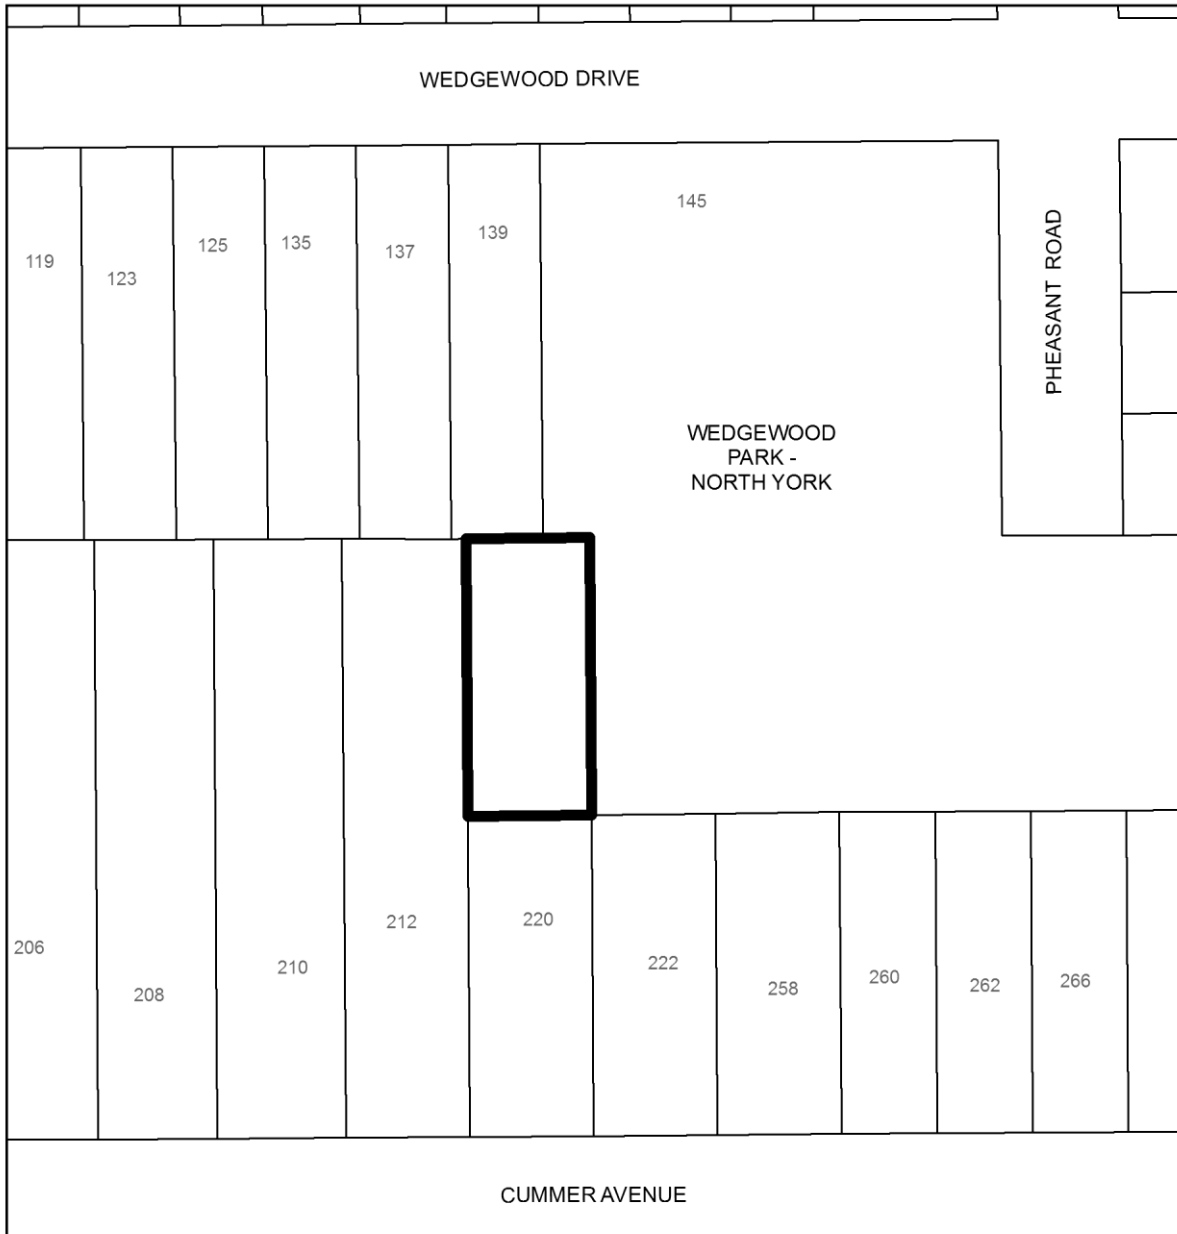 WEDGEWOOD DRIVE
145
139
125
135
137
119
123
PHEASANT ROAD
WEDGEWOOD
PARK -
NORTH YORK
212
220
206
208
210
222
258
260
262
266
CUMMER AVENUE